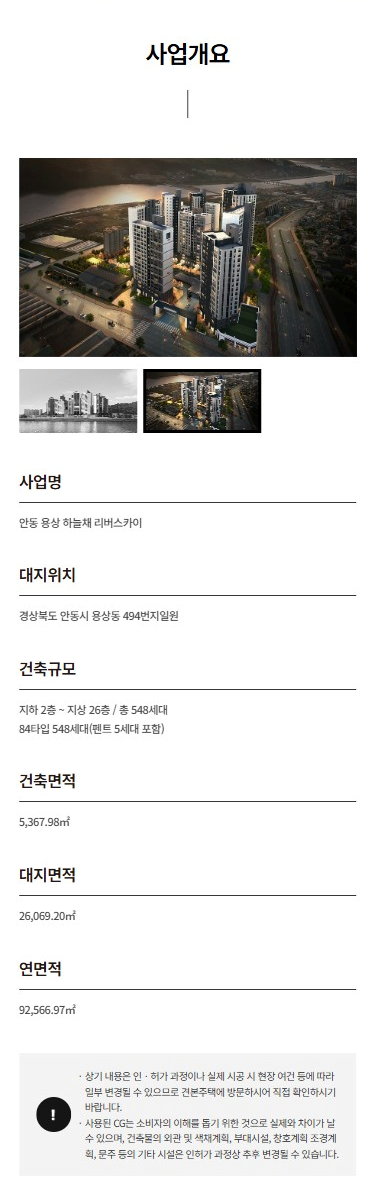 사업개요
사업명
안동 용상 하늘채 리버스카이
대지위치
경상북도 안동시 용상동 494번지일원
건축규모
지하 2층 ~ 지상 26층 / 총 548세대
84타입 548세대(펜트 5세대 포함)
건축면적
5,367.98㎡
대지면적
26,069.20㎡
연면적
92,566.97㎡
· 상기 내용은 인 · 허가 과정이나 실제 시공 시 현장 여건 등에 따라
일부 변경될 수 있으므로 견본주택에 방문하시어 직접 확인하시기
바랍니다.
· 사용된 CG는 소비자의 이해를 돕기 위한 것으로 실제와 차이가 날
수 있으며, 건축물의 외관 및 색채계획, 부대시설, 창호계획 조경계
획, 문주 등의 기타 시설은 인허가 과정상 추후 변경될 수 있습니다.